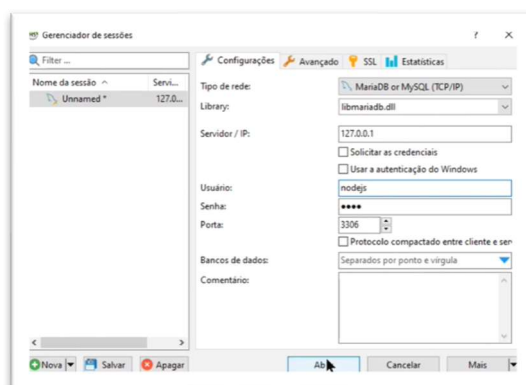 Gerenciador de sessões
Filter ...
Nome da sessão Servi...
Unnamed * 127.0...
Configurações Avançado SSL Estatísticas
Tipo de rede: MariaDB or MySQL (TCP/IP)
Library: libmariadb.dll
Servidor / IP: 127.0.0.1
Solicitar as credenciais
Usar a autenticação do Windows
Usuário: nodejs
Senha: ●●●●
Porta: 3306
Protocolo compactado entre cliente e ser
Bancos de dados: Separados por ponto e vírgula
Comentário:
Nova Salvar Apagar Ab Cancelar Mais